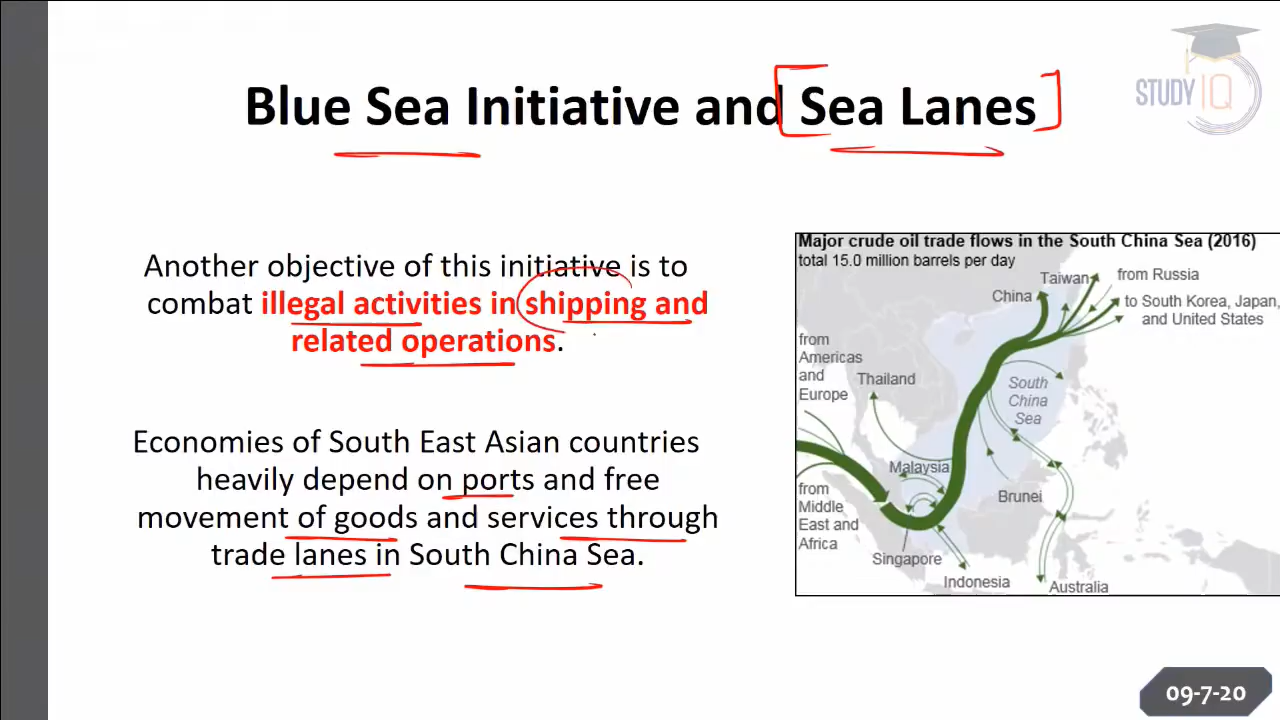 STUDY IQ
Blue Sea Initiative and Sea Lanes
Another objective of this initiative is to
combat illegal activities in shipping and
related operations.
Economies of South East Asian countries
heavily depend on ports and free
movement of goods and services through
trade lanes in South China Sea.
Major crude oil trade flows in the South China Sea (2016)
total 15.0 million barrels per day
Taiwan
from Russia
China
to South Korea, Japan,
and United States
from
Americas
and
Europe
Thailand
South
China
Sea
Malaysia
from
Middle
East and
Africa
Brunei
Singapore
Indonesia
Australia
09-7-20